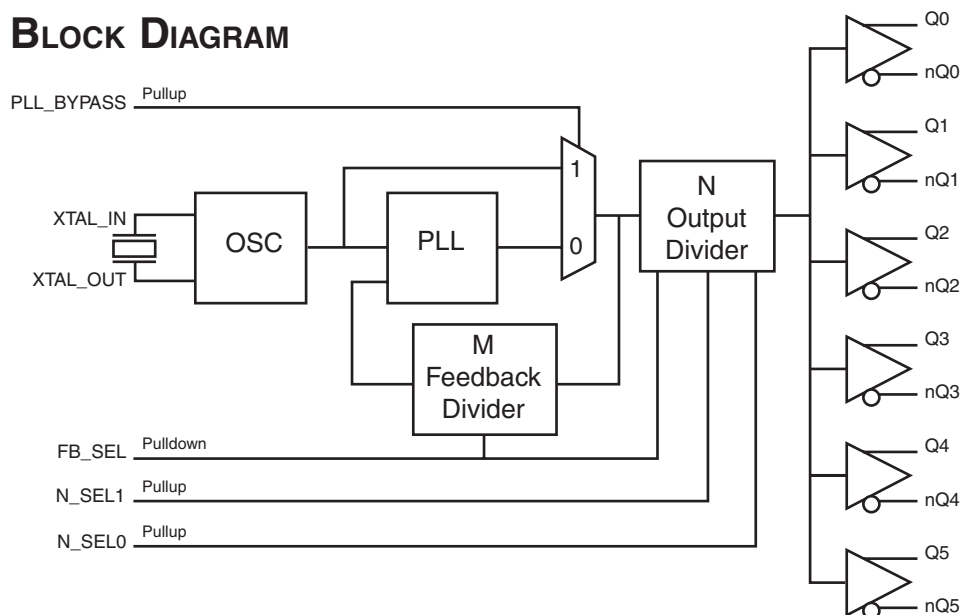 BLOCK DIAGRAM
PLL_BYPASS Pullup
XTAL_IN
XTAL_OUT
OSC
PLL
1
0
N
Output
Divider
M
Feedback
Divider
FB_SEL Pulldown
N_SEL1 Pullup
N_SEL0 Pullup
Q0
nQ0
Q1
nQ1
Q2
nQ2
Q3
nQ3
Q4
nQ4
Q5
nQ5